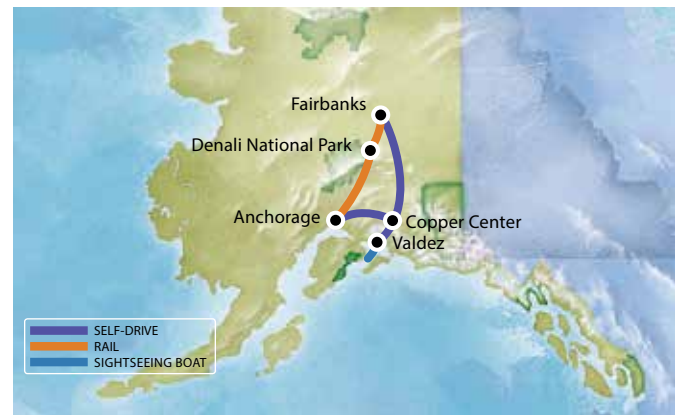 Fairbanks
Denali National Park
Anchorage
Copper Center
Valdez
SELF-DRIVE
RAIL
SIGHTSEEING BOAT